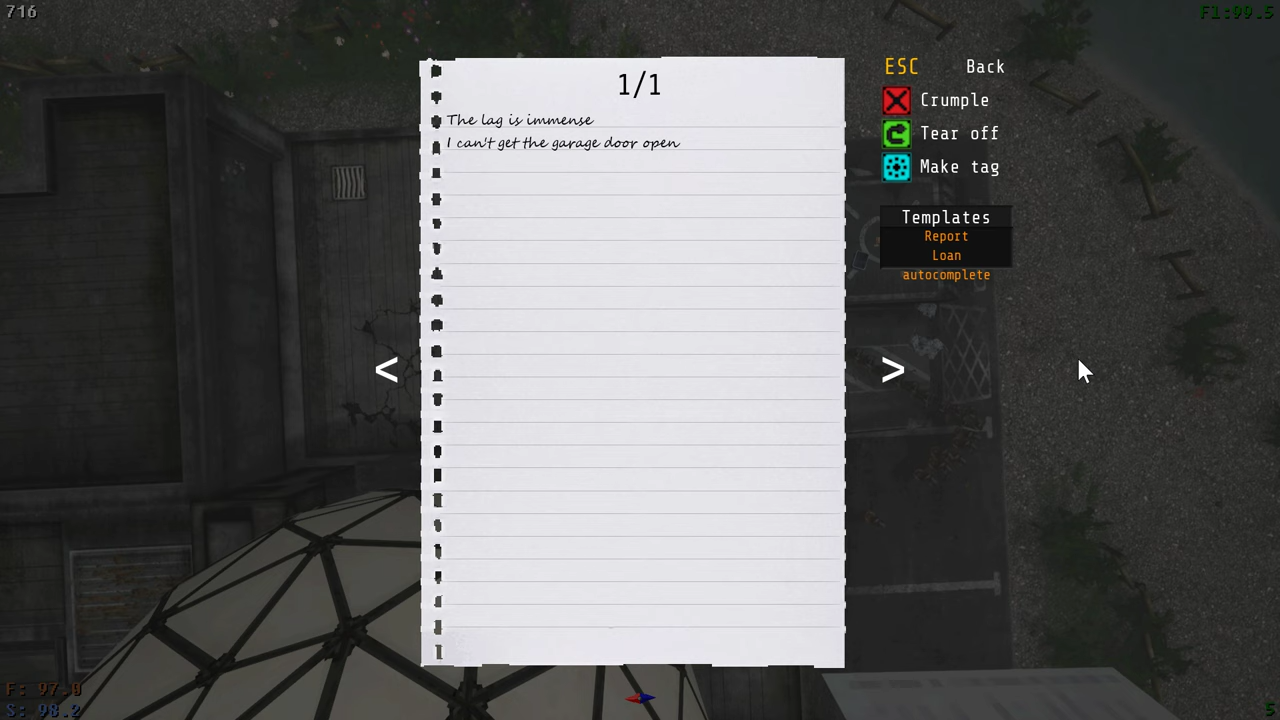 716
F1:99.5
1/1
The lag is immense
I can't get the garage door open
ESC Back
Crumple
Tear off
Make tag
Templates
Report
Loan
autocomplete
<
>
F: 97.0
S: 98.2
5